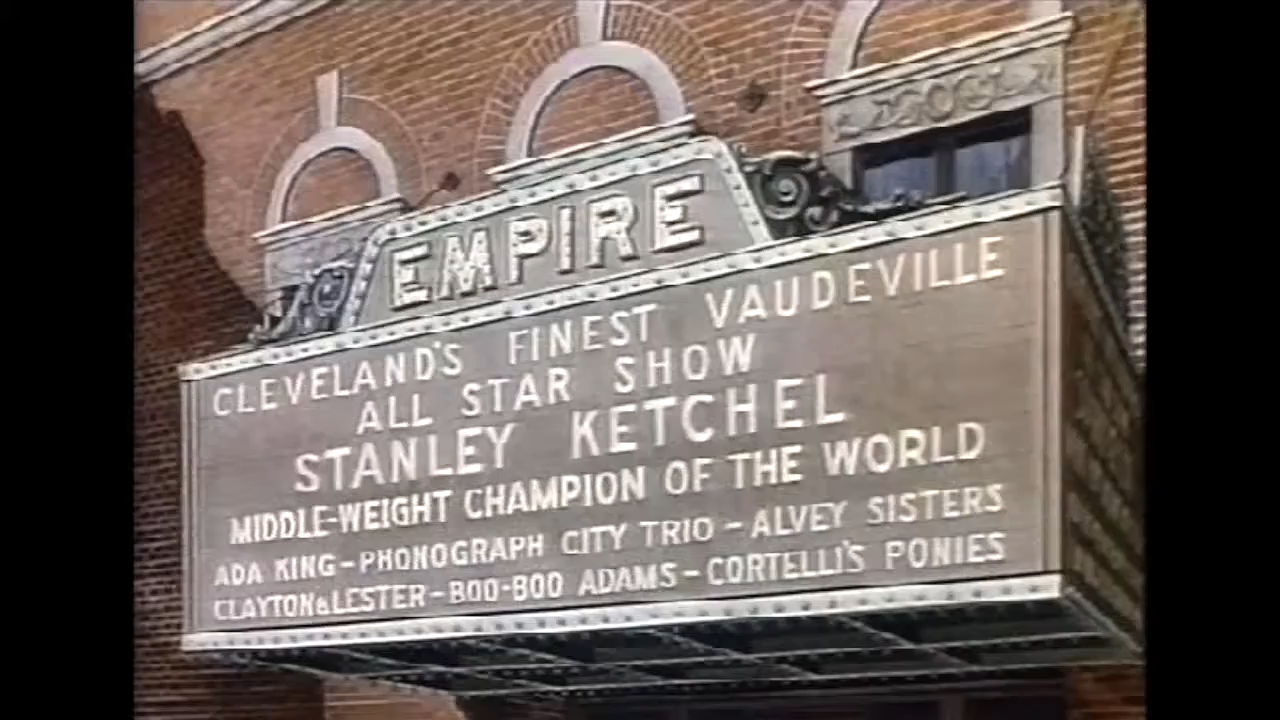 EMPIRE
CLEVELAND'S FINEST VAUDEVILLE
ALL STAR SHOW
STANLEY KETCHEL
MIDDLE-WEIGHT CHAMPION OF THE WORLD
ADA KING-PHONOGRAPH CITY TRIO-ALVEY SISTERS
CLAYTON&LESTER-BOO-BOO ADAMS-CORTELLI'S PONIES